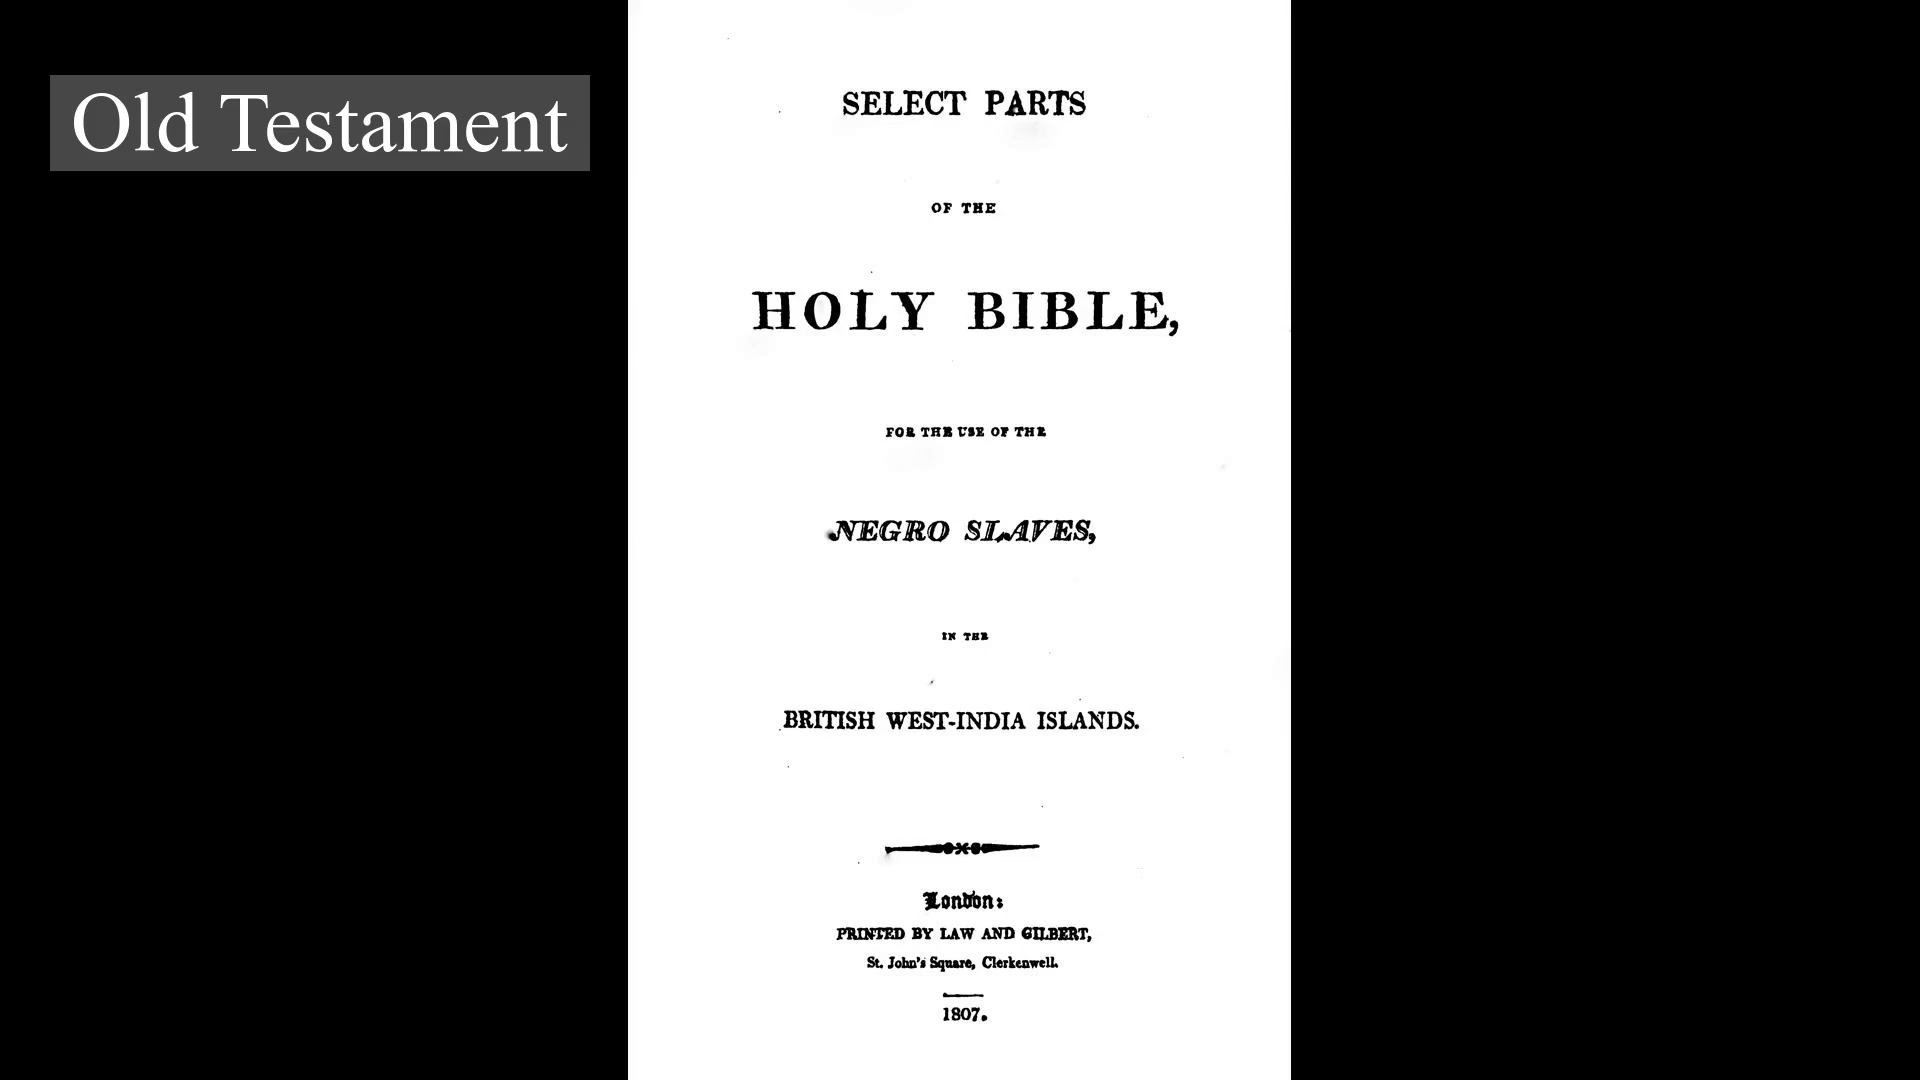 Old Testament
SELECT PARTS
OF THE
HOLY BIBLE,
FOR THE USE OF THE
NEGRO SLAVES,
IN THE
BRITISH WEST-INDIA ISLANDS.
London:
PRINTED BY LAW AND GILBERT,
St. John's Square, Clerkenwell.
1807.